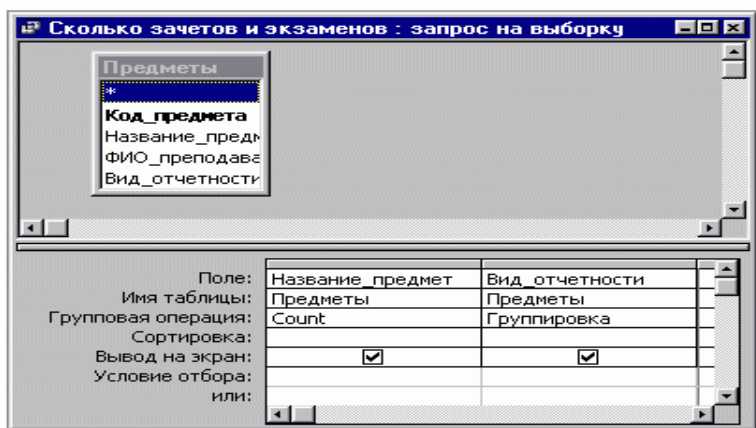 Сколько зачетов и экзаменов : запрос на выборку
Предметы
*
Код_предмета
Название_предм
ФИО_преподава
Вид_отчетности
Поле: Название_предмет Вид_отчетности
Имя таблицы: Предметы Предметы
Групповая операция: Count Группировка
Сортировка:
Вывод на экран:
Условие отбора:
или: